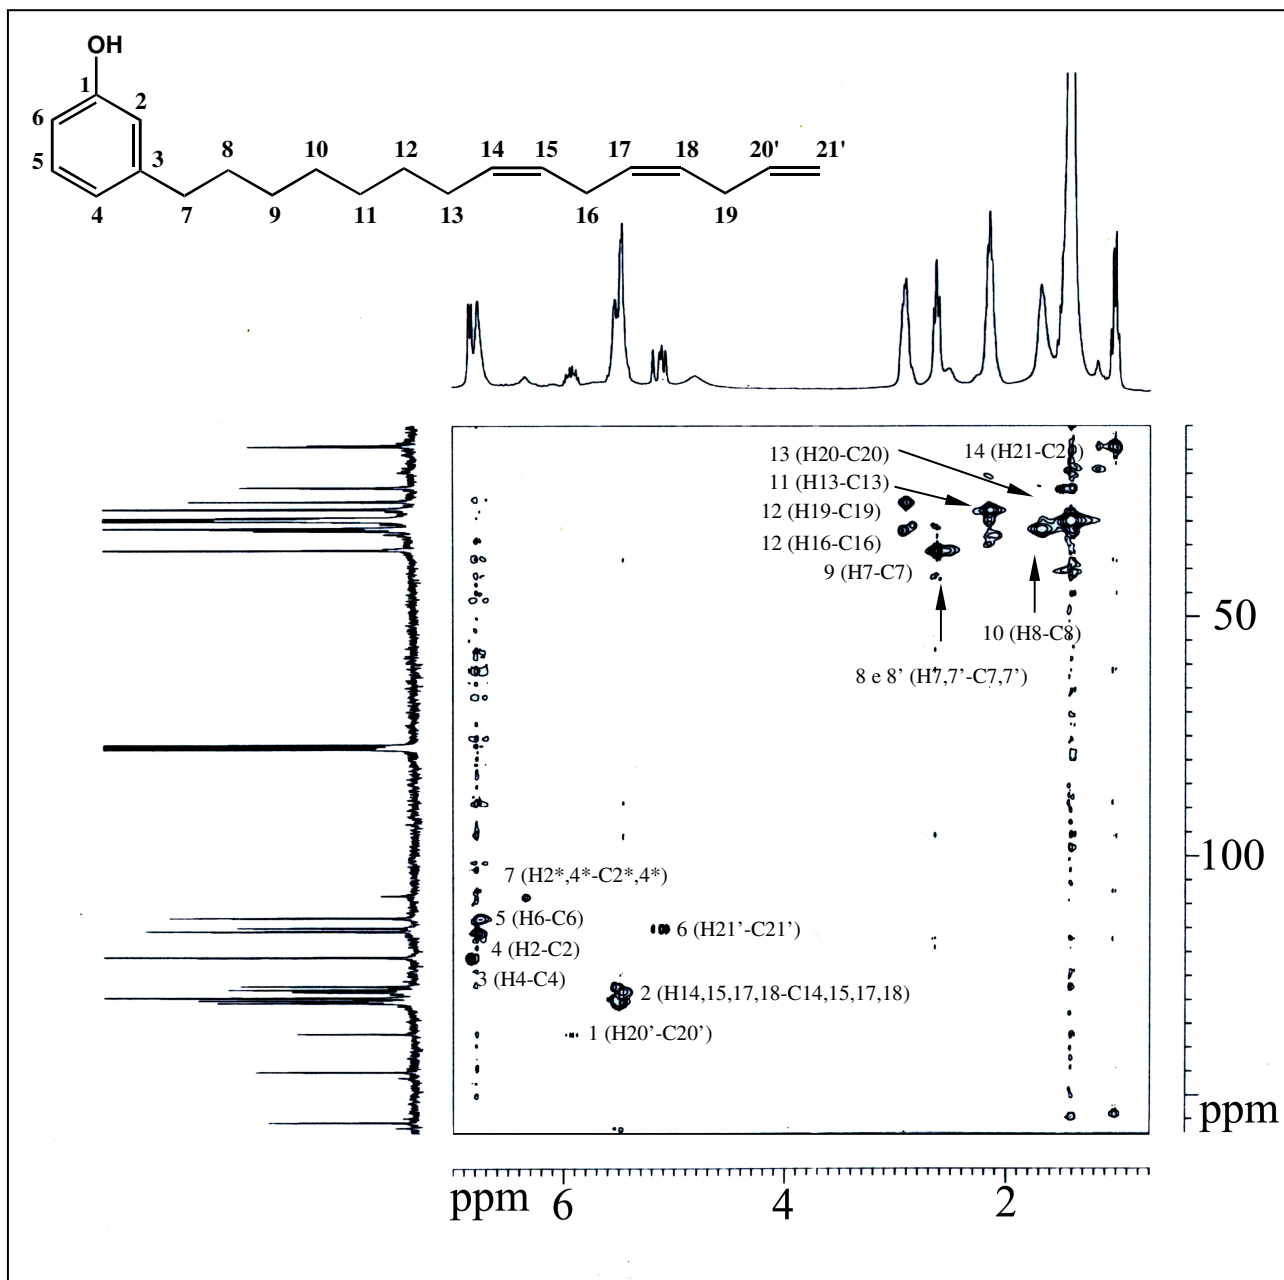 OH
1
6
2
5
3
8
10
12
14
15
17
18
20'
21'
4
7
9
11
13
16
19
13 (H20-C20)
14 (H21-C21)
11 (H13-C13)
12 (H19-C19)
12 (H16-C16)
9 (H7-C7)
50
10 (H8-C8)
8 e 8' (H7,7'-C7,7')
100
7 (H2*,4*-C2*,4*)
5 (H6-C6)
6 (H21'-C21')
4 (H2-C2)
3 (H4-C4)
2 (H14,15,17,18-C14,15,17,18)
1 (H20'-C20')
ppm
ppm 6 4 2